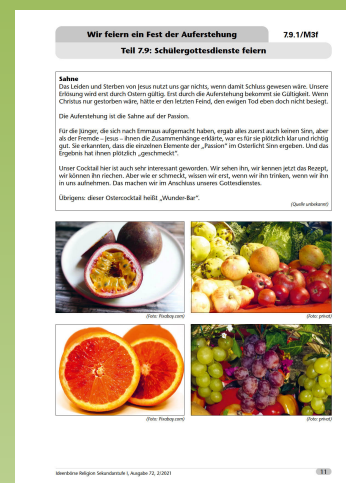 Wir feiern ein Fest der Auferstehung 7.9.1/M3f
Teil 7.9: Schülergottesdienste feiern
Sahne
Das Leiden und Sterben von Jesus nutzt uns gar nichts, wenn damit Schluss gewesen wäre. Unsere
Erlösung wird erst durch Ostern gültig. Erst durch die Auferstehung bekommt sie Gültigkeit. Wenn
Christus nur gestorben wäre, hätte er den letzten Feind, den ewigen Tod eben doch nicht besiegt.
Die Auferstehung ist die Sahne auf der Passion.
Für die Jünger, die sich nach Emmaus aufgemacht haben, ergab alles zuerst auch keinen Sinn, aber
als der Fremde – Jesus – ihnen die Zusammenhänge erklärte, war es für sie plötzlich klar und richtig
gut. Sie erkannten, dass die einzelnen Elemente der „Passion“ im Osterlicht Sinn ergeben. Und das
Ergebnis hat ihnen plötzlich „geschmeckt“.
Unser Cocktail hier ist auch sehr interessant geworden. Wir sehen ihn, wir kennen jetzt das Rezept,
wir können ihn riechen. Aber wie er schmeckt, wissen wir erst, wenn wir ihn trinken, wenn wir ihn
in uns aufnehmen. Das machen wir im Anschluss unseres Gottesdienstes.
Übrigens: dieser Ostercocktail heißt „Wunder-Bar“.
(Quelle unbekannt)
(Foto: Pixabay.com) (Foto: privat)
(Foto: Pixabay.com) (Foto: privat)
Ideenbörse Religion Sekundarstufe I, Ausgabe 72, 2/2021 11